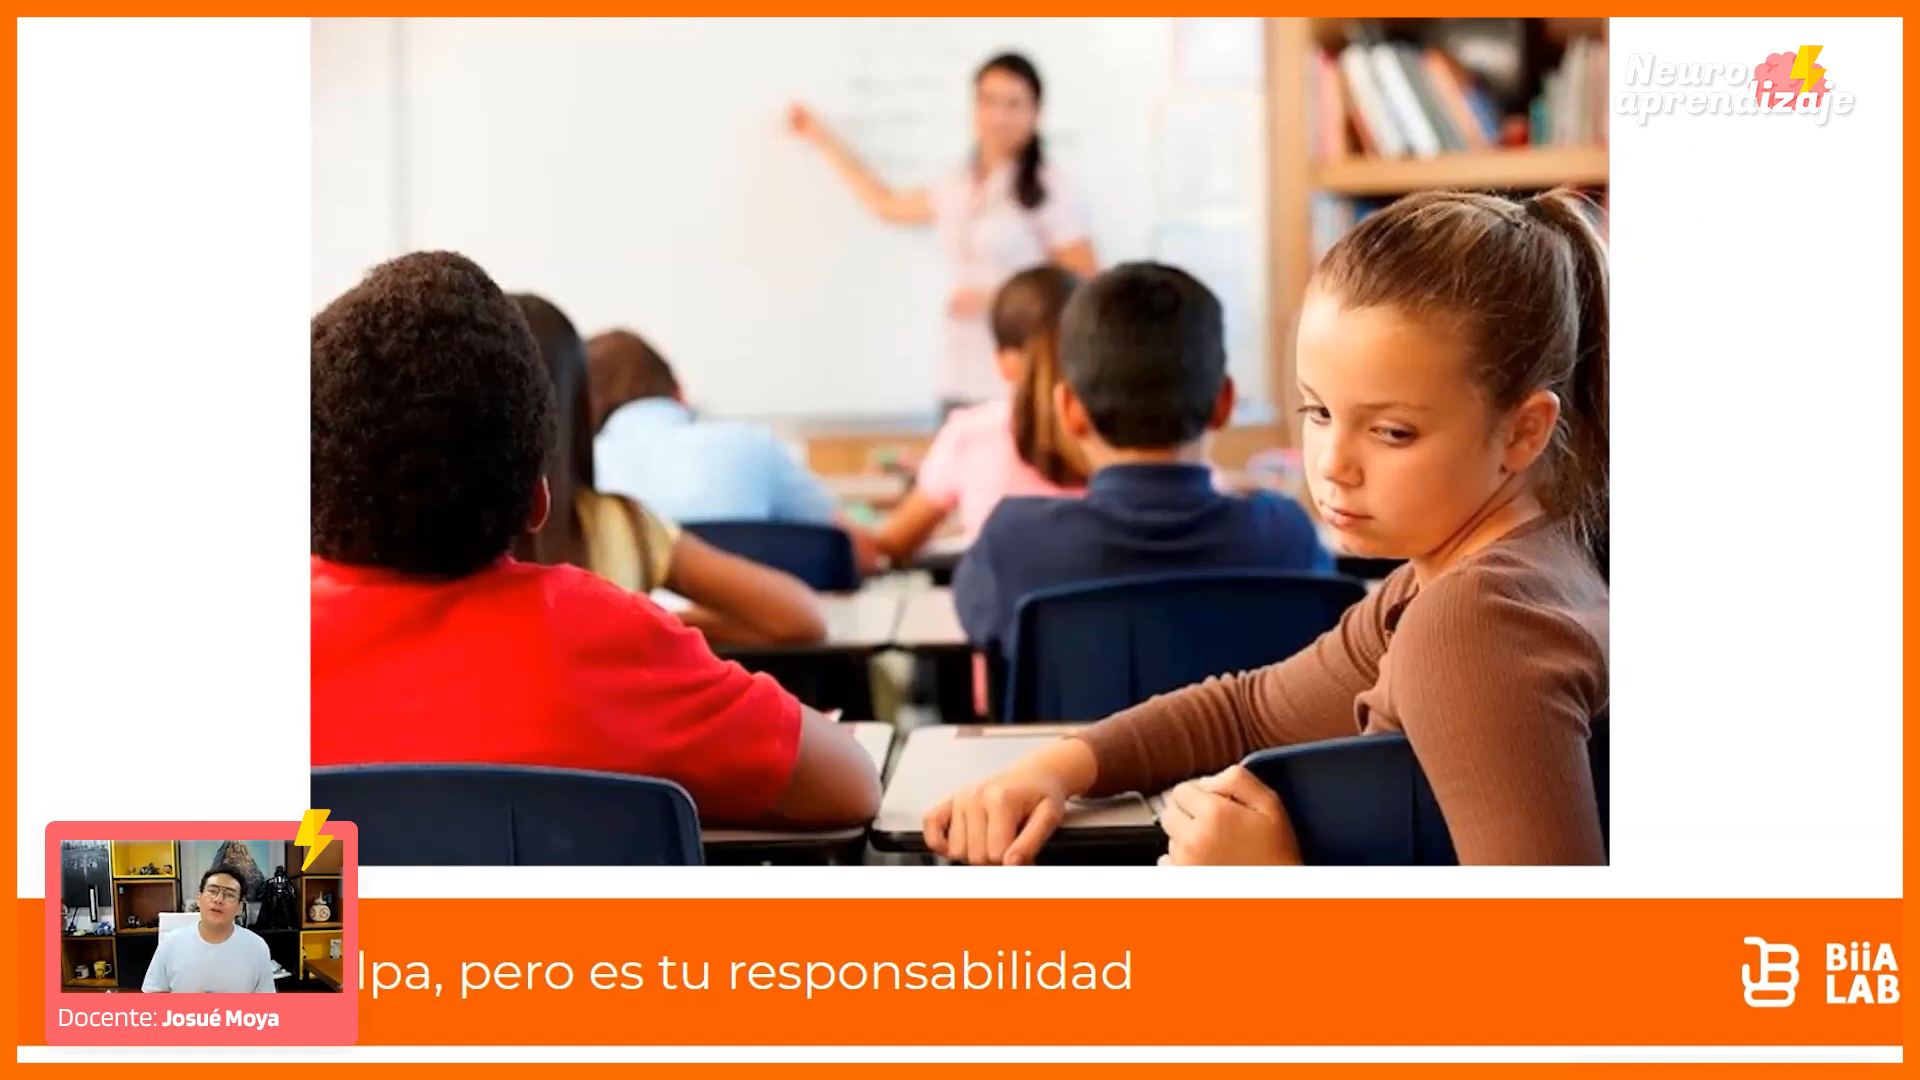 Neuro
aprendizaje
lpa, pero es tu responsabilidad
BiiA
LAB
Docente: Josué Moya